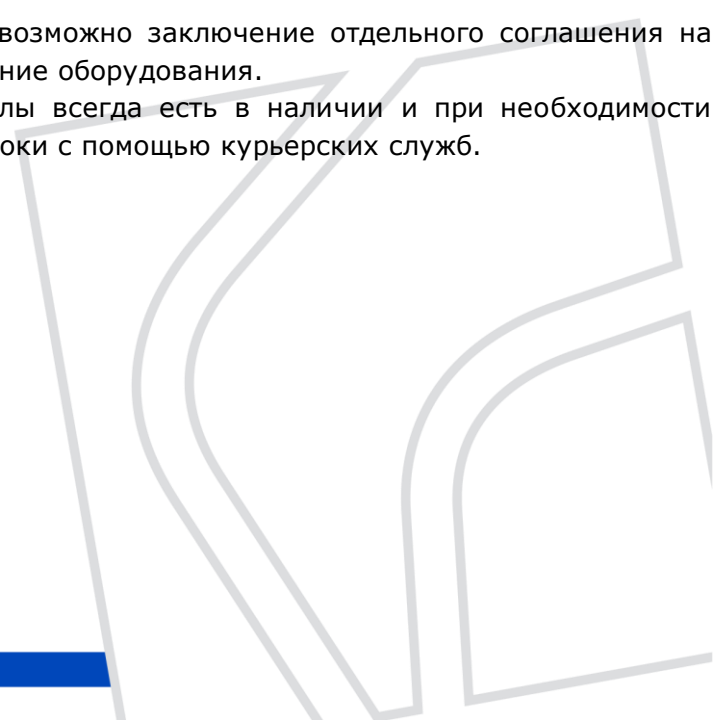 возможно заключение отдельного соглашения на
ние оборудования.
лы всегда есть в наличии и при необходимости
оки с помощью курьерских служб.